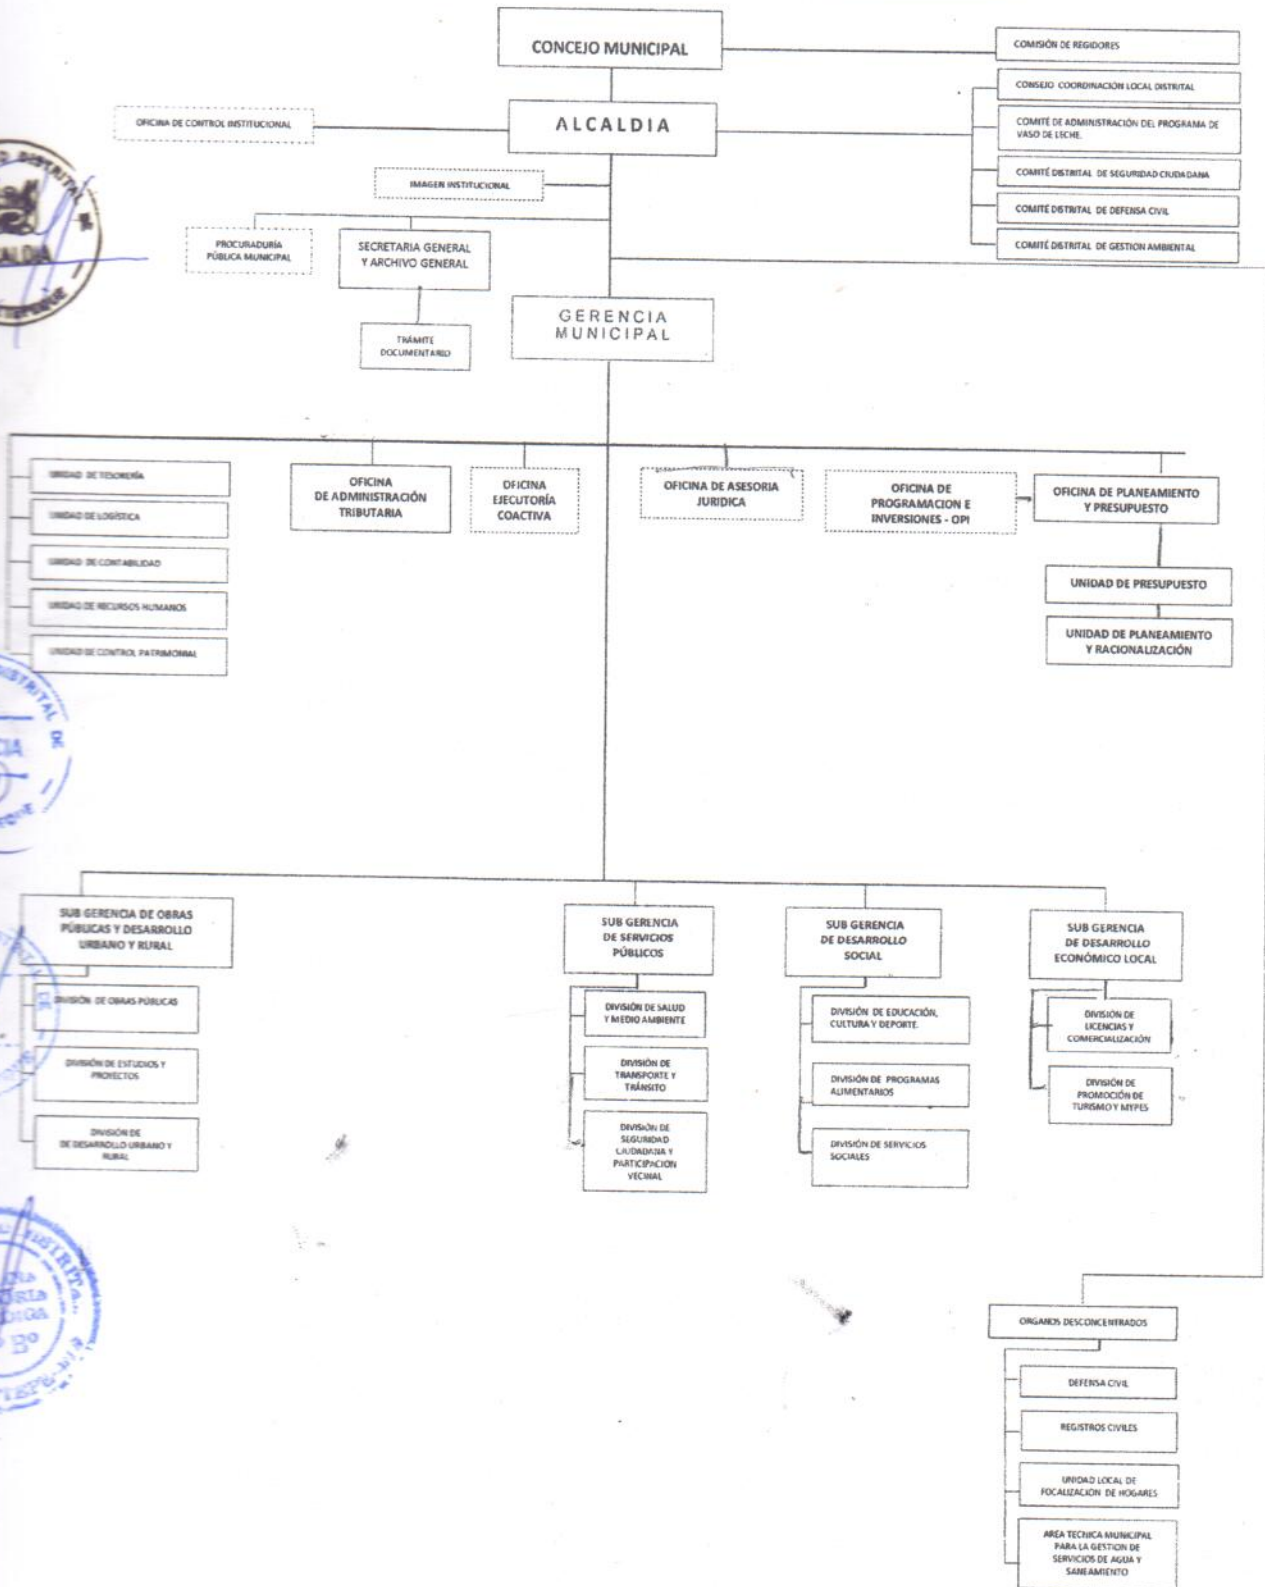 CONCEJO MUNICIPAL
COMISIÓN DE REGIDORES
CONSEJO COORDINACIÓN LOCAL DISTRITAL
OFICINA DE CONTROL INSTITUCIONAL
ALCALDIA
COMITÉ DE ADMINISTRACIÓN DEL PROGRAMA DE
VASO DE LECHE.
COMITÉ DISTRITAL DE SEGURIDAD CIUDADANA
IMAGEN INSTITUCIONAL
COMITÉ DISTRITAL DE DEFENSA CIVIL
COMITÉ DISTRITAL DE GESTION AMBIENTAL
PROCURADURÍA
PÚBLICA MUNICIPAL
SECRETARIA GENERAL
Y ARCHIVO GENERAL
GERENCIA
MUNICIPAL
TRÁMITE
DOCUMENTARIO
UNIDAD DE TESORERÍA
UNIDAD DE LOGÍSTICA
UNIDAD DE CONTABILIDAD
UNIDAD DE RECURSOS HUMANOS
UNIDAD DE CONTROL PATRIMONIAL
OFICINA
DE ADMINISTRACIÓN
TRIBUTARIA
OFICINA
EJECUTORÍA
COACTIVA
OFICINA DE ASESORIA
JURIDICA
OFICINA DE
PROGRAMACION E
INVERSIONES - OPI
OFICINA DE PLANEAMIENTO
Y PRESUPUESTO
UNIDAD DE PRESUPUESTO
UNIDAD DE PLANEAMIENTO
Y RACIONALIZACIÓN
SUB GERENCIA DE OBRAS
PÚBLICAS Y DESARROLLO
URBANO Y RURAL
DIVISIÓN DE OBRAS PÚBLICAS
DIVISIÓN DE ESTUDIOS Y
PROYECTOS
DIVISIÓN DE
DE DESARROLLO URBANO Y
RURAL
SUB GERENCIA
DE SERVICIOS
PÚBLICOS
DIVISIÓN DE SALUD
Y MEDIO AMBIENTE
DIVISIÓN DE
TRANSPORTE Y
TRÁNSITO
DIVISIÓN DE
SEGURIDAD
CIUDADANA Y
PARTICIPACION
VECINAL
SUB GERENCIA
DE DESARROLLO
SOCIAL
DIVISIÓN DE EDUCACIÓN,
CULTURA Y DEPORTE.
DIVISIÓN DE PROGRAMAS
ALIMENTARIOS
DIVISIÓN DE SERVICIOS
SOCIALES
SUB GERENCIA
DE DESARROLLO
ECONÓMICO LOCAL
DIVISIÓN DE
LICENCIAS Y
COMERCIALIZACIÓN
DIVISIÓN DE
PROMOCIÓN DE
TURISMO Y MYPES
ORGANOS DESCONCENTRADOS
DEFENSA CIVIL
REGISTROS CIVILES
UNIDAD LOCAL DE
FOCALIZACIÓN DE HOGARES
AREA TECNICA MUNICIPAL
PARA LA GESTION DE
SERVICIOS DE AGUA Y
SANEAMIENTO